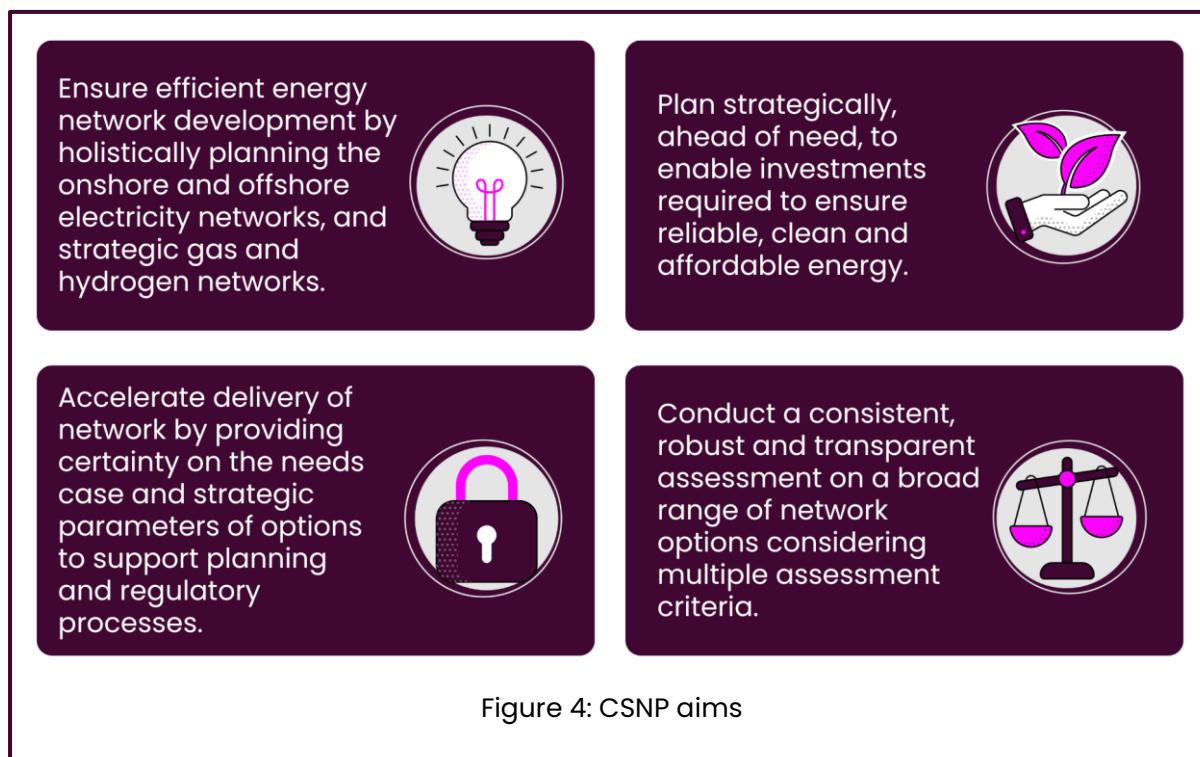 Ensure efficient energy
network development by
holistically planning the
onshore and offshore
electricity networks, and
strategic gas and
hydrogen networks.
Plan strategically,
ahead of need, to
enable investments
required to ensure
reliable, clean and
affordable energy.
Accelerate delivery of
network by providing
certainty on the needs
case and strategic
parameters of options
to support planning
and regulatory
processes.
Conduct a consistent,
robust and transparent
assessment on a broad
range of network
options considering
multiple assessment
criteria.
Figure 4: CSNP aims